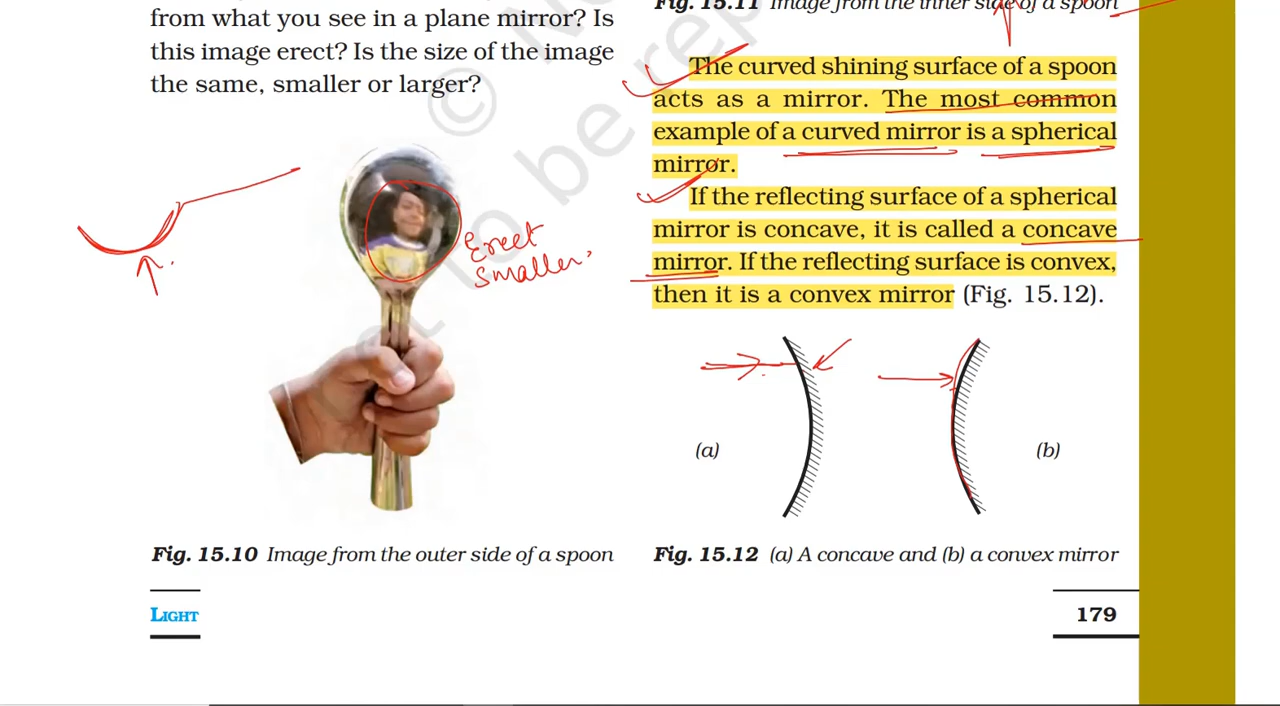 from what you see in a plane mirror? Is
this image erect? Is the size of the image
the same, smaller or larger?
Erect
smaller.
Fig. 15.10 Image from the outer side of a spoon
LIGHT
Fig. 15.11 Image from the inner side of a spoon
The curved shining surface of a spoon
acts as a mirror. The most common
example of a curved mirror is a spherical
mirror.
If the reflecting surface of a spherical
mirror is concave, it is called a concave
mirror. If the reflecting surface is convex,
then it is a convex mirror (Fig. 15.12).
(a)
(b)
Fig. 15.12 (a) A concave and (b) a convex mirror
179